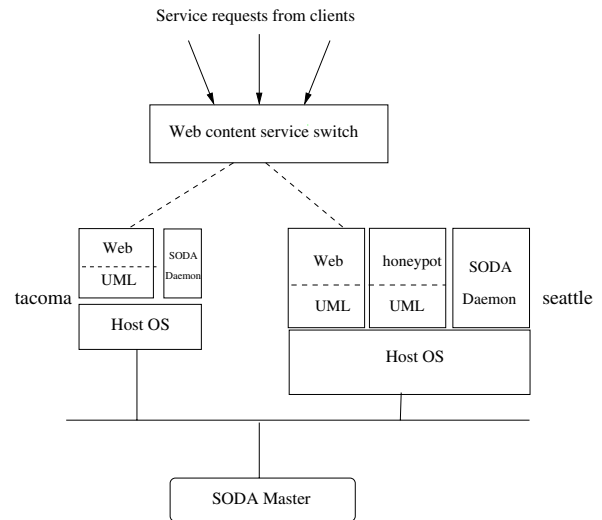 Service requests from clients
Web content service switch
Web
UML
SODA
Daemon
tacoma
Host OS
Web
UML
honeypot
UML
SODA
Daemon
seattle
Host OS
SODA Master